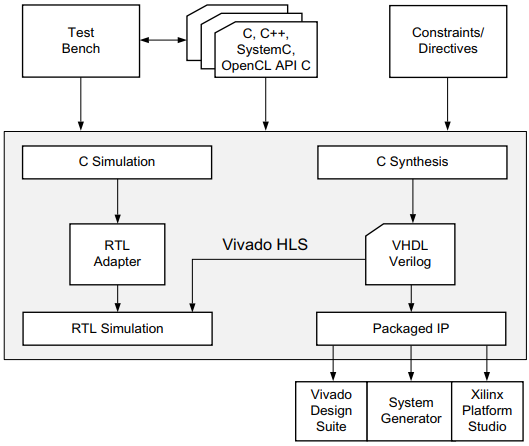 Test
Bench
C, C++,
SystemC,
OpenCL API C
Constraints/
Directives
C Simulation
C Synthesis
RTL
Adapter
Vivado HLS
VHDL
Verilog
RTL Simulation
Packaged IP
Vivado
Design
Suite
System
Generator
Xilinx
Platform
Studio